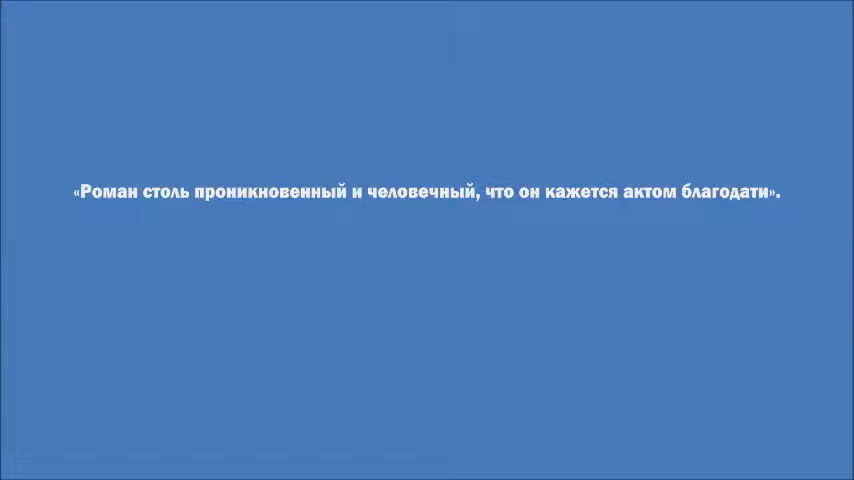 «Роман столь проникновенный и человечный, что он кажется актом благодати».